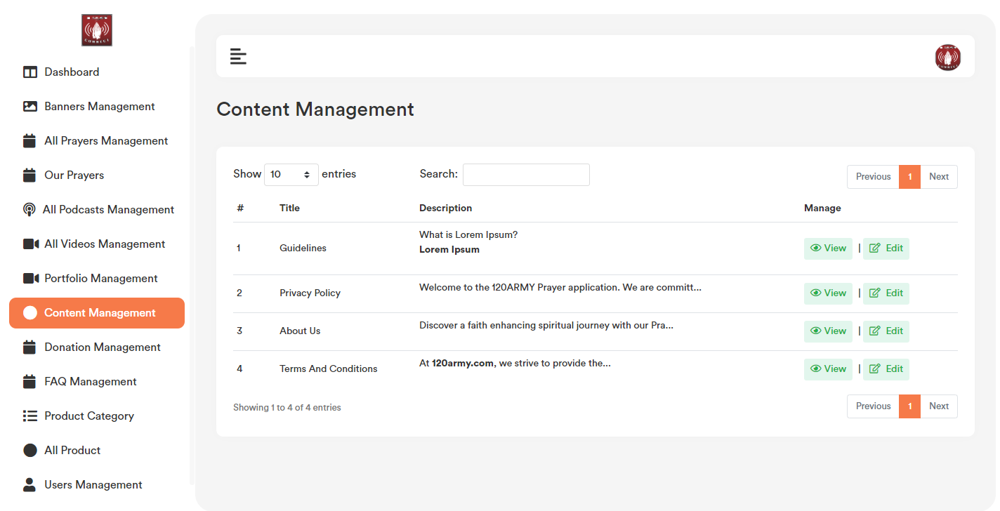 CONNECT
Dashboard
Banners Management
All Prayers Management
Our Prayers
All Podcasts Management
All Videos Management
Portfolio Management
Content Management
Donation Management
FAQ Management
Product Category
All Product
Users Management
CONNECT
Content Management
Show 10 entries Search: Previous 1 Next
# Title Description Manage
1 Guidelines What is Lorem Ipsum? View | Edit
Lorem Ipsum
2 Privacy Policy Welcome to the 120ARMY Prayer application. We are committ... View | Edit
3 About Us Discover a faith enhancing spiritual journey with our Pra... View | Edit
4 Terms And Conditions At 120army.com, we strive to provide the... View | Edit
Showing 1 to 4 of 4 entries Previous 1 Next